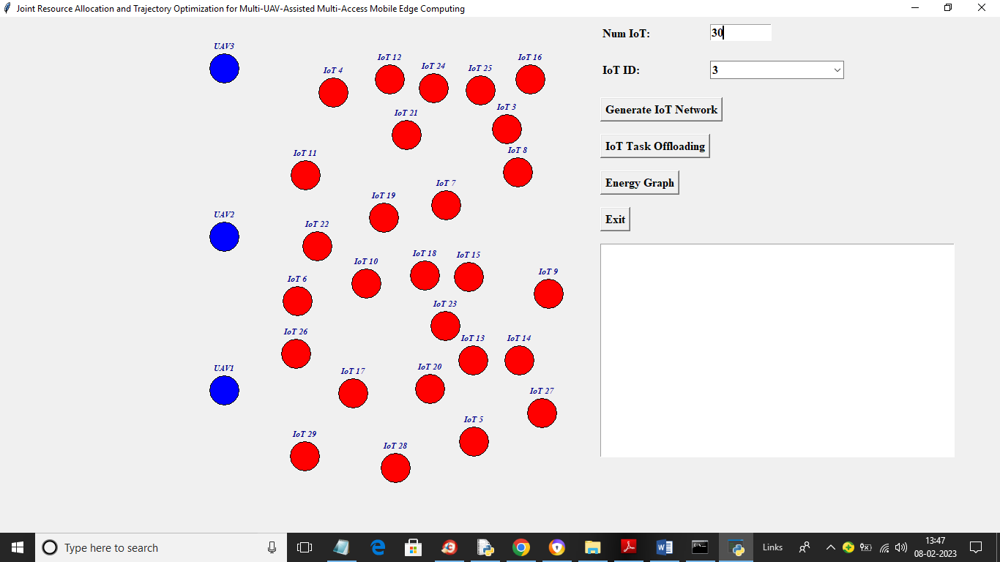 Joint Resource Allocation and Trajectory Optimization for Multi-UAV-Assisted Multi-Access Mobile Edge Computing
UAV3
IoT 4
IoT 12
IoT 24
IoT 25
IoT 16
IoT 21
IoT 3
IoT 11
IoT 8
IoT 19
IoT 7
UAV2
IoT 22
IoT 10
IoT 18
IoT 15
IoT 6
IoT 9
IoT 23
IoT 26
IoT 13
IoT 14
UAV1
IoT 17
IoT 20
IoT 27
IoT 29
IoT 28
IoT 5
Num IoT: 30
IoT ID: 3
Generate IoT Network
IoT Task Offloading
Energy Graph
Exit
Type here to search
Links
13:47
08-02-2023